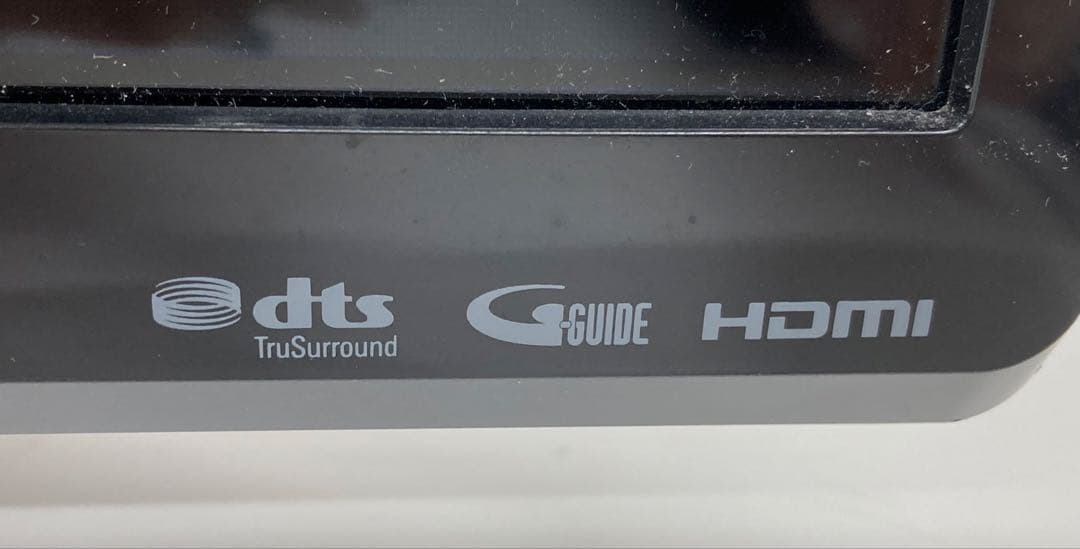 dts
TruSurround
G-GUIDE
HDMI